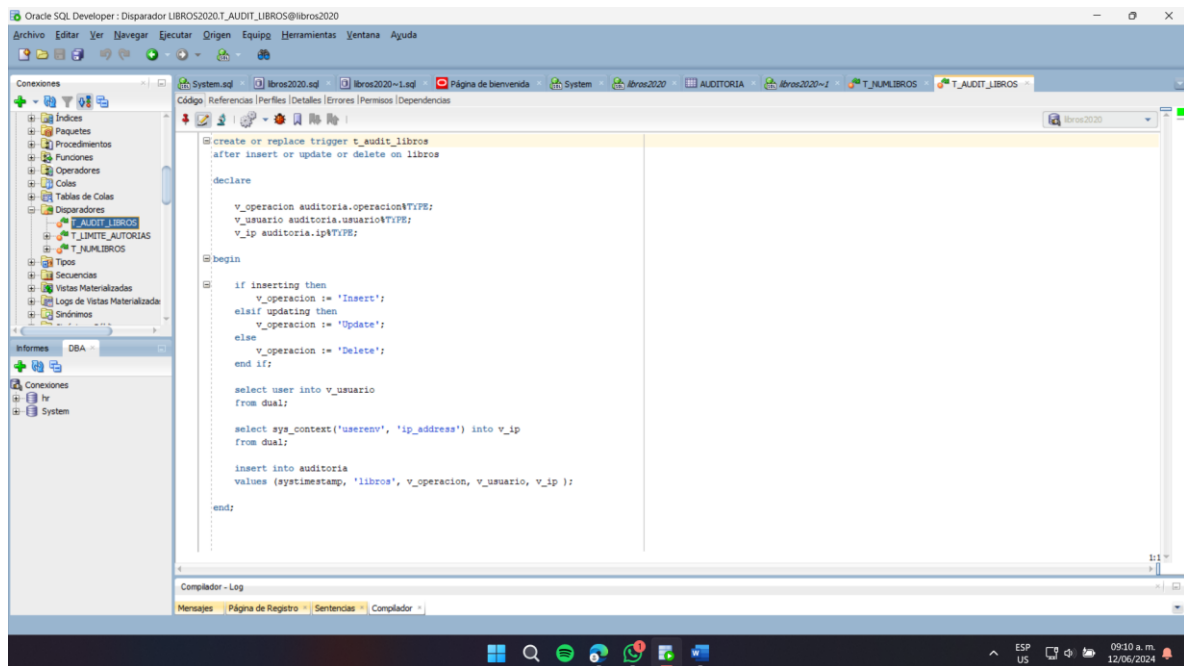 Oracle SQL Developer : Disparador LIBROS2020.T_AUDIT_LIBROS@libros2020
Archivo Editar Ver Navegar Ejecutar Origen Equipo Herramientas Ventana Ayuda
Conexiones
System.sql libros2020.sql libros2020~1.sql Página de bienvenida System libros2020 AUDITORIA libros2020~1 T_NUMLIBROS T_AUDIT_LIBROS
Código Referencias Perfiles Detalles Errores Permisos Dependencias
libros2020
Índices
Paquetes
Procedimientos
Funciones
Operadores
Colas
Tablas de Colas
Disparadores
T_AUDIT_LIBROS
T_LIMITE_AUTORIAS
T_NUMLIBROS
Tipos
Secuencias
Vistas Materializadas
Logs de Vistas Materializada
Sinónimos
Informes DBA
Conexiones
hr
System
create or replace trigger t_audit_libros
after insert or update or delete on libros
declare
v_operacion auditoria.operacion%TYPE;
v_usuario auditoria.usuario%TYPE;
v_ip auditoria.ip%TYPE;
begin
if inserting then
v_operacion := 'Insert';
elsif updating then
v_operacion := 'Update';
else
v_operacion := 'Delete';
end if;
select user into v_usuario
from dual;
select sys_context('userenv', 'ip_address') into v_ip
from dual;
insert into auditoria
values (systimestamp, 'libros', v_operacion, v_usuario, v_ip );
end;
1:1
Compilador - Log
Mensajes Página de Registro Sentencias Compilador
ESP
US
09:10 a. m.
12/06/2024